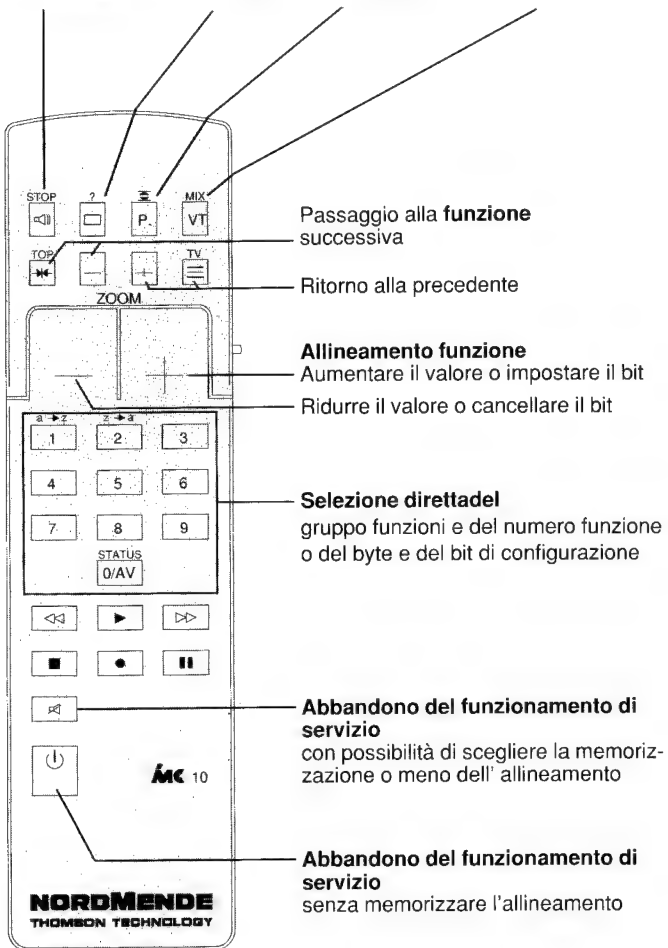 STOP ? MIX
P. VT
TOP TV
ZOOM
Passaggio alla funzione
successiva
Ritorno alla precedente
Allineamento funzione
Aumentare il valore o impostare il bit
Ridurre il valore o cancellare il bit
a → z z → a
1 2 3
4 5 6
7 8 9
STATUS
0/AV
Selezione direttadel
gruppo funzioni e del numero funzione
o del byte e del bit di configurazione
Abbandono del funzionamento di
servizio
con possibilità di scegliere la memoriz-
zazione o meno dell' allineamento
10
Abbandono del funzionamento di
servizio
senza memorizzare l'allineamento
NORDMENDE
THOMSON TECHNOLOGY